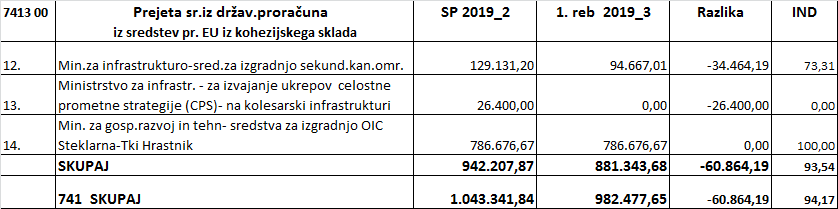 7413 00 Prejeta sr.iz držav.proračuna SP 2019_2 1. reb 2019_3 Razlika IND
iz sredstev pr. EU iz kohezijskega sklada
12. Min.za infrastrukturo-sred.za izgradnjo sekund.kan.omr. 129.131,20 94.667,01 -34.464,19 73,31
Ministrstvo za infrastr. - za izvajanje ukrepov celostne
13. prometne strategije (CPS)- na kolesarski infrastrukturi 26.400,00 0,00 -26.400,00 0,00
Min. za gosp.razvoj in tehn- sredstva za izgradnjo OIC
14. Steklarna-Tki Hrastnik 786.676,67 786.676,67 0,00 100,00
SKUPAJ 942.207,87 881.343,68 -60.864,19 93,54
741 SKUPAJ 1.043.341,84 982.477,65 -60.864,19 94,17